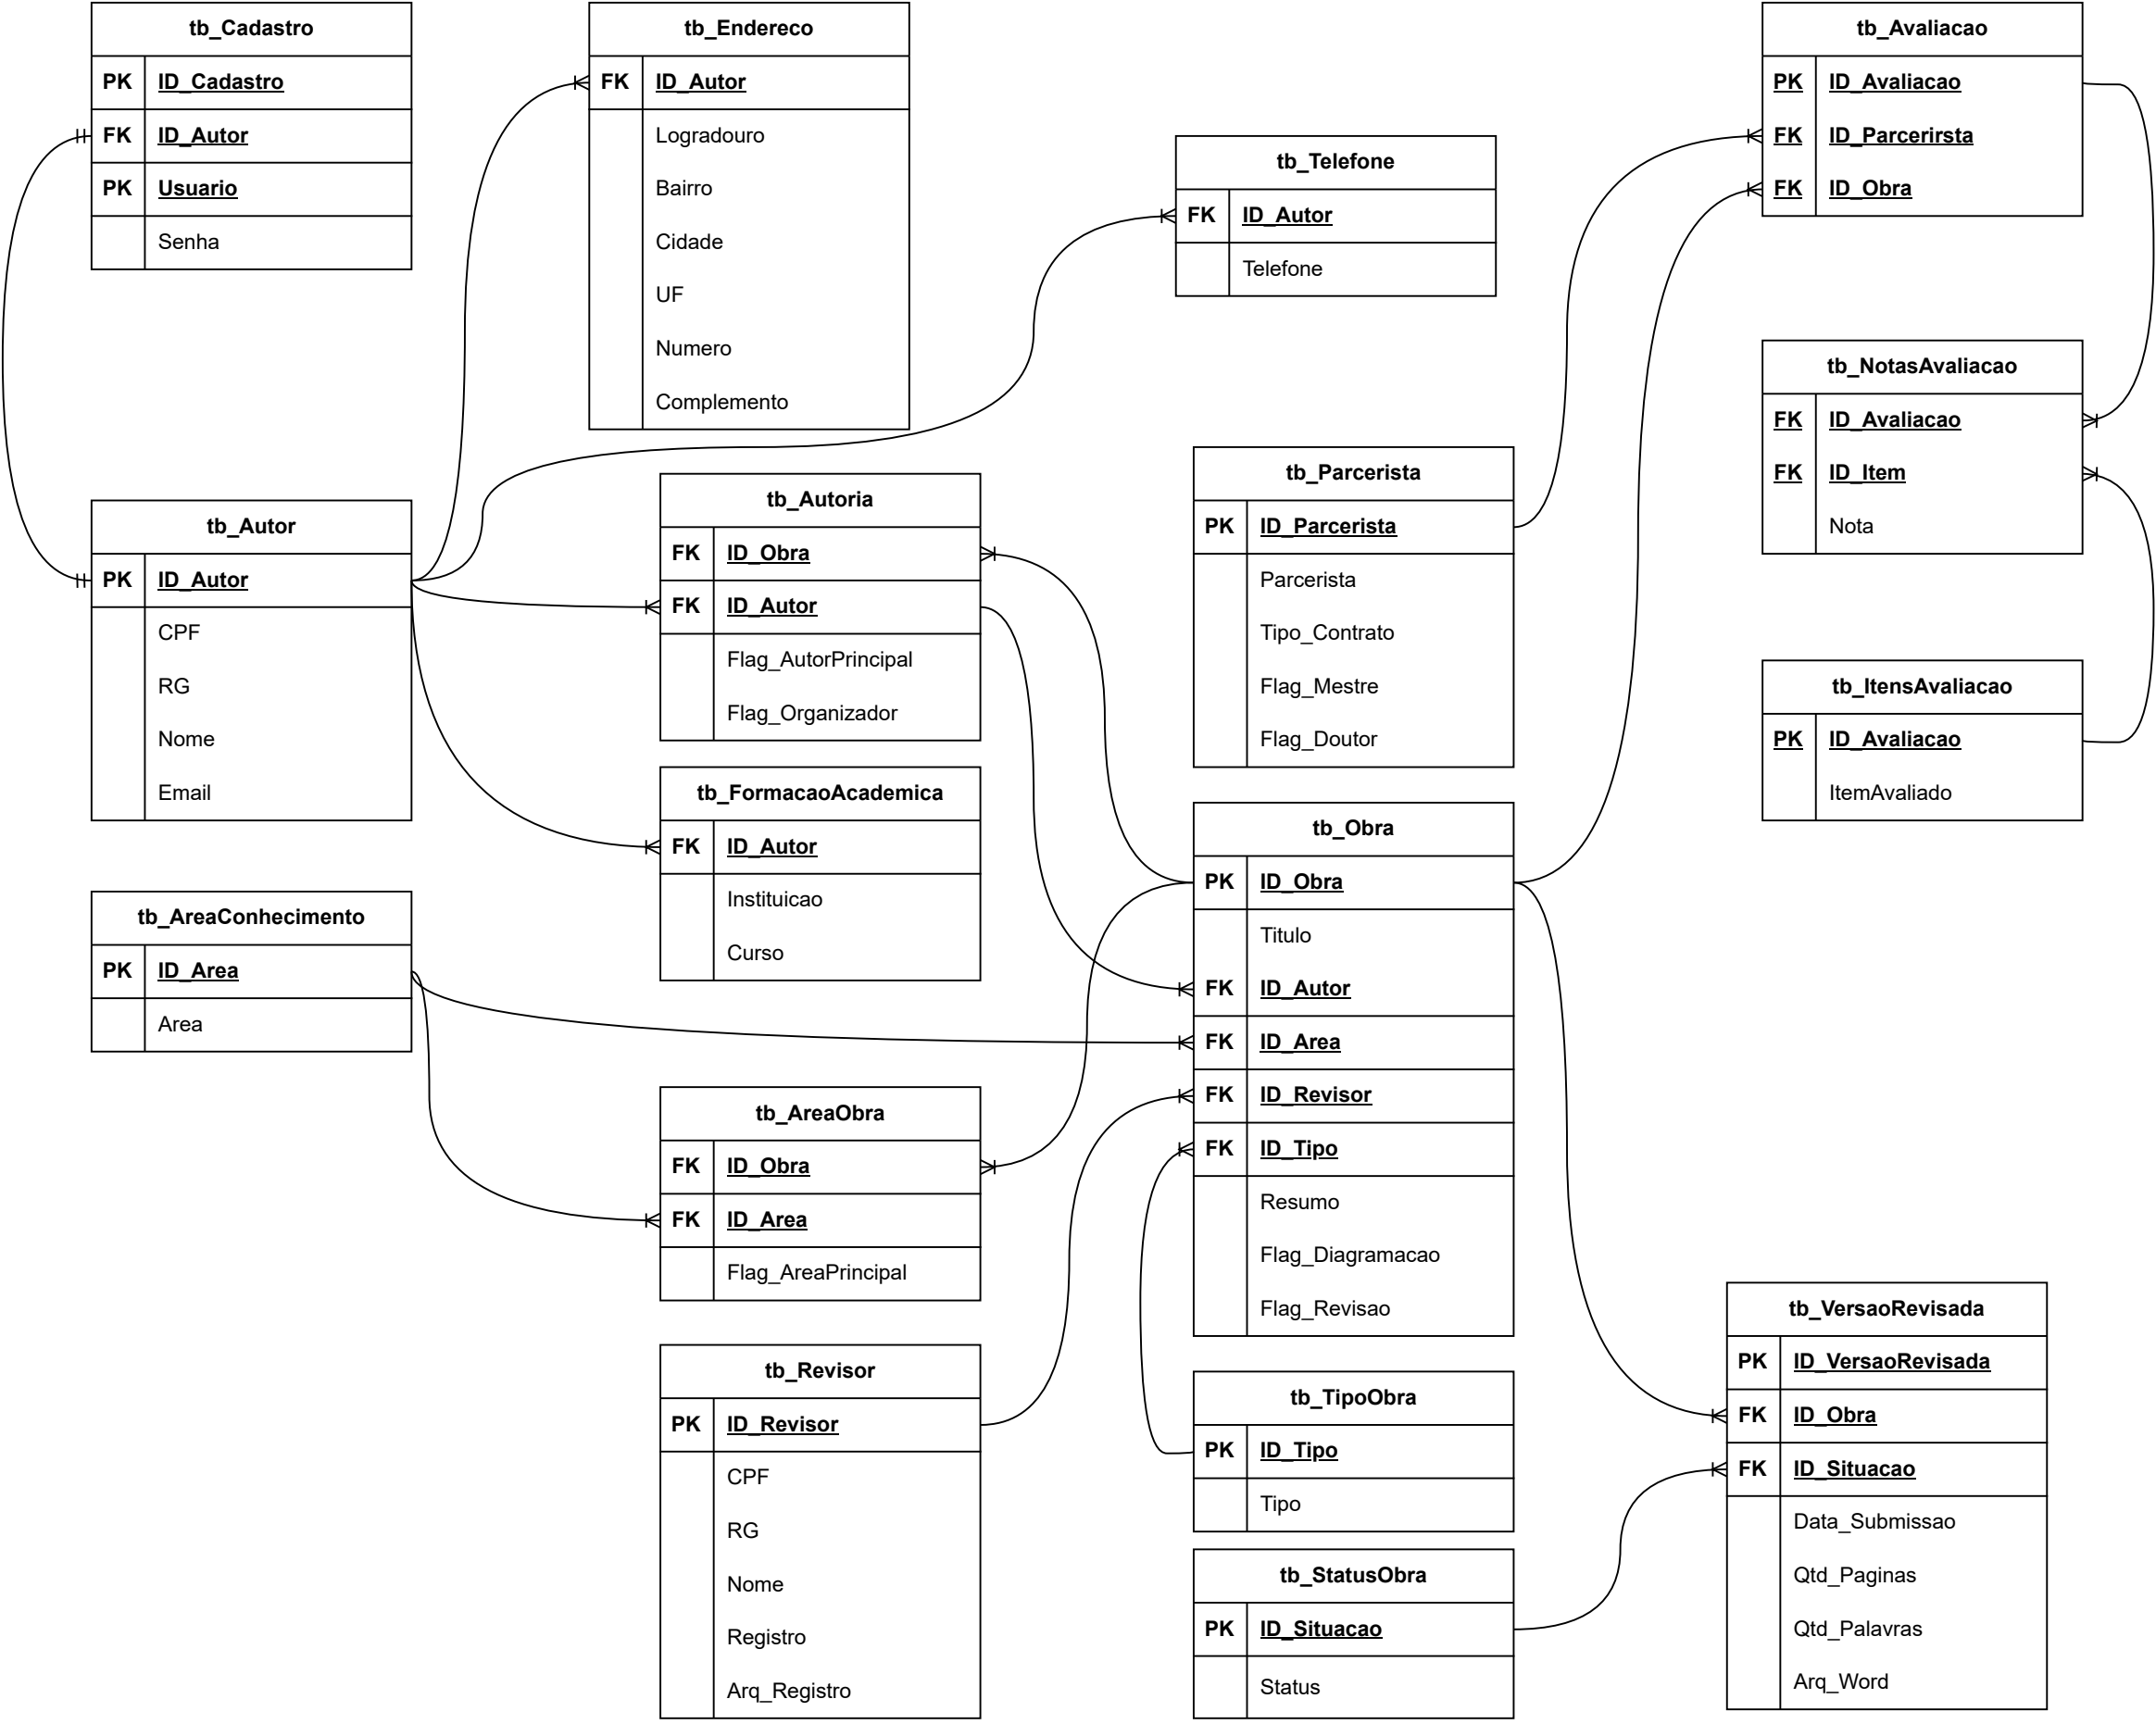 tb_Cadastro
PK ID_Cadastro
FK ID_Autor
PK Usuario
Senha
tb_Endereco
FK ID_Autor
Logradouro
Bairro
Cidade
UF
Numero
Complemento
tb_Telefone
FK ID_Autor
Telefone
tb_Avaliacao
PK ID_Avaliacao
FK ID_Parcerirsta
FK ID_Obra
tb_NotasAvaliacao
FK ID_Avaliacao
FK ID_Item
Nota
tb_Autor
PK ID_Autor
CPF
RG
Nome
Email
tb_Autoria
FK ID_Obra
FK ID_Autor
Flag_AutorPrincipal
Flag_Organizador
tb_Parcerista
PK ID_Parcerista
Parcerista
Tipo_Contrato
Flag_Mestre
Flag_Doutor
tb_ItensAvaliacao
PK ID_Avaliacao
ItemAvaliado
tb_FormacaoAcademica
FK ID_Autor
Instituicao
Curso
tb_AreaConhecimento
PK ID_Area
Area
tb_Obra
PK ID_Obra
Titulo
FK ID_Autor
FK ID_Area
FK ID_Revisor
FK ID_Tipo
Resumo
Flag_Diagramacao
Flag_Revisao
tb_AreaObra
FK ID_Obra
FK ID_Area
Flag_AreaPrincipal
tb_Revisor
PK ID_Revisor
CPF
RG
Nome
Registro
Arq_Registro
tb_TipoObra
PK ID_Tipo
Tipo
tb_StatusObra
PK ID_Situacao
Status
tb_VersaoRevisada
PK ID_VersaoRevisada
FK ID_Obra
FK ID_Situacao
Data_Submissao
Qtd_Paginas
Qtd_Palavras
Arq_Word